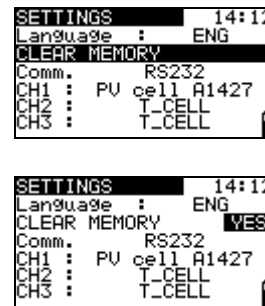 SETTINGS 14:12
Language : ENG
CLEAR MEMORY
Comm. RS232
CH1 : PV cell A1427
CH2 : T_CELL
CH3 : T_CELL
SETTINGS 14:12
Language : ENG
CLEAR MEMORY YES
Comm. RS232
CH1 : PV cell A1427
CH2 : T_CELL
CH3 : T_CELL